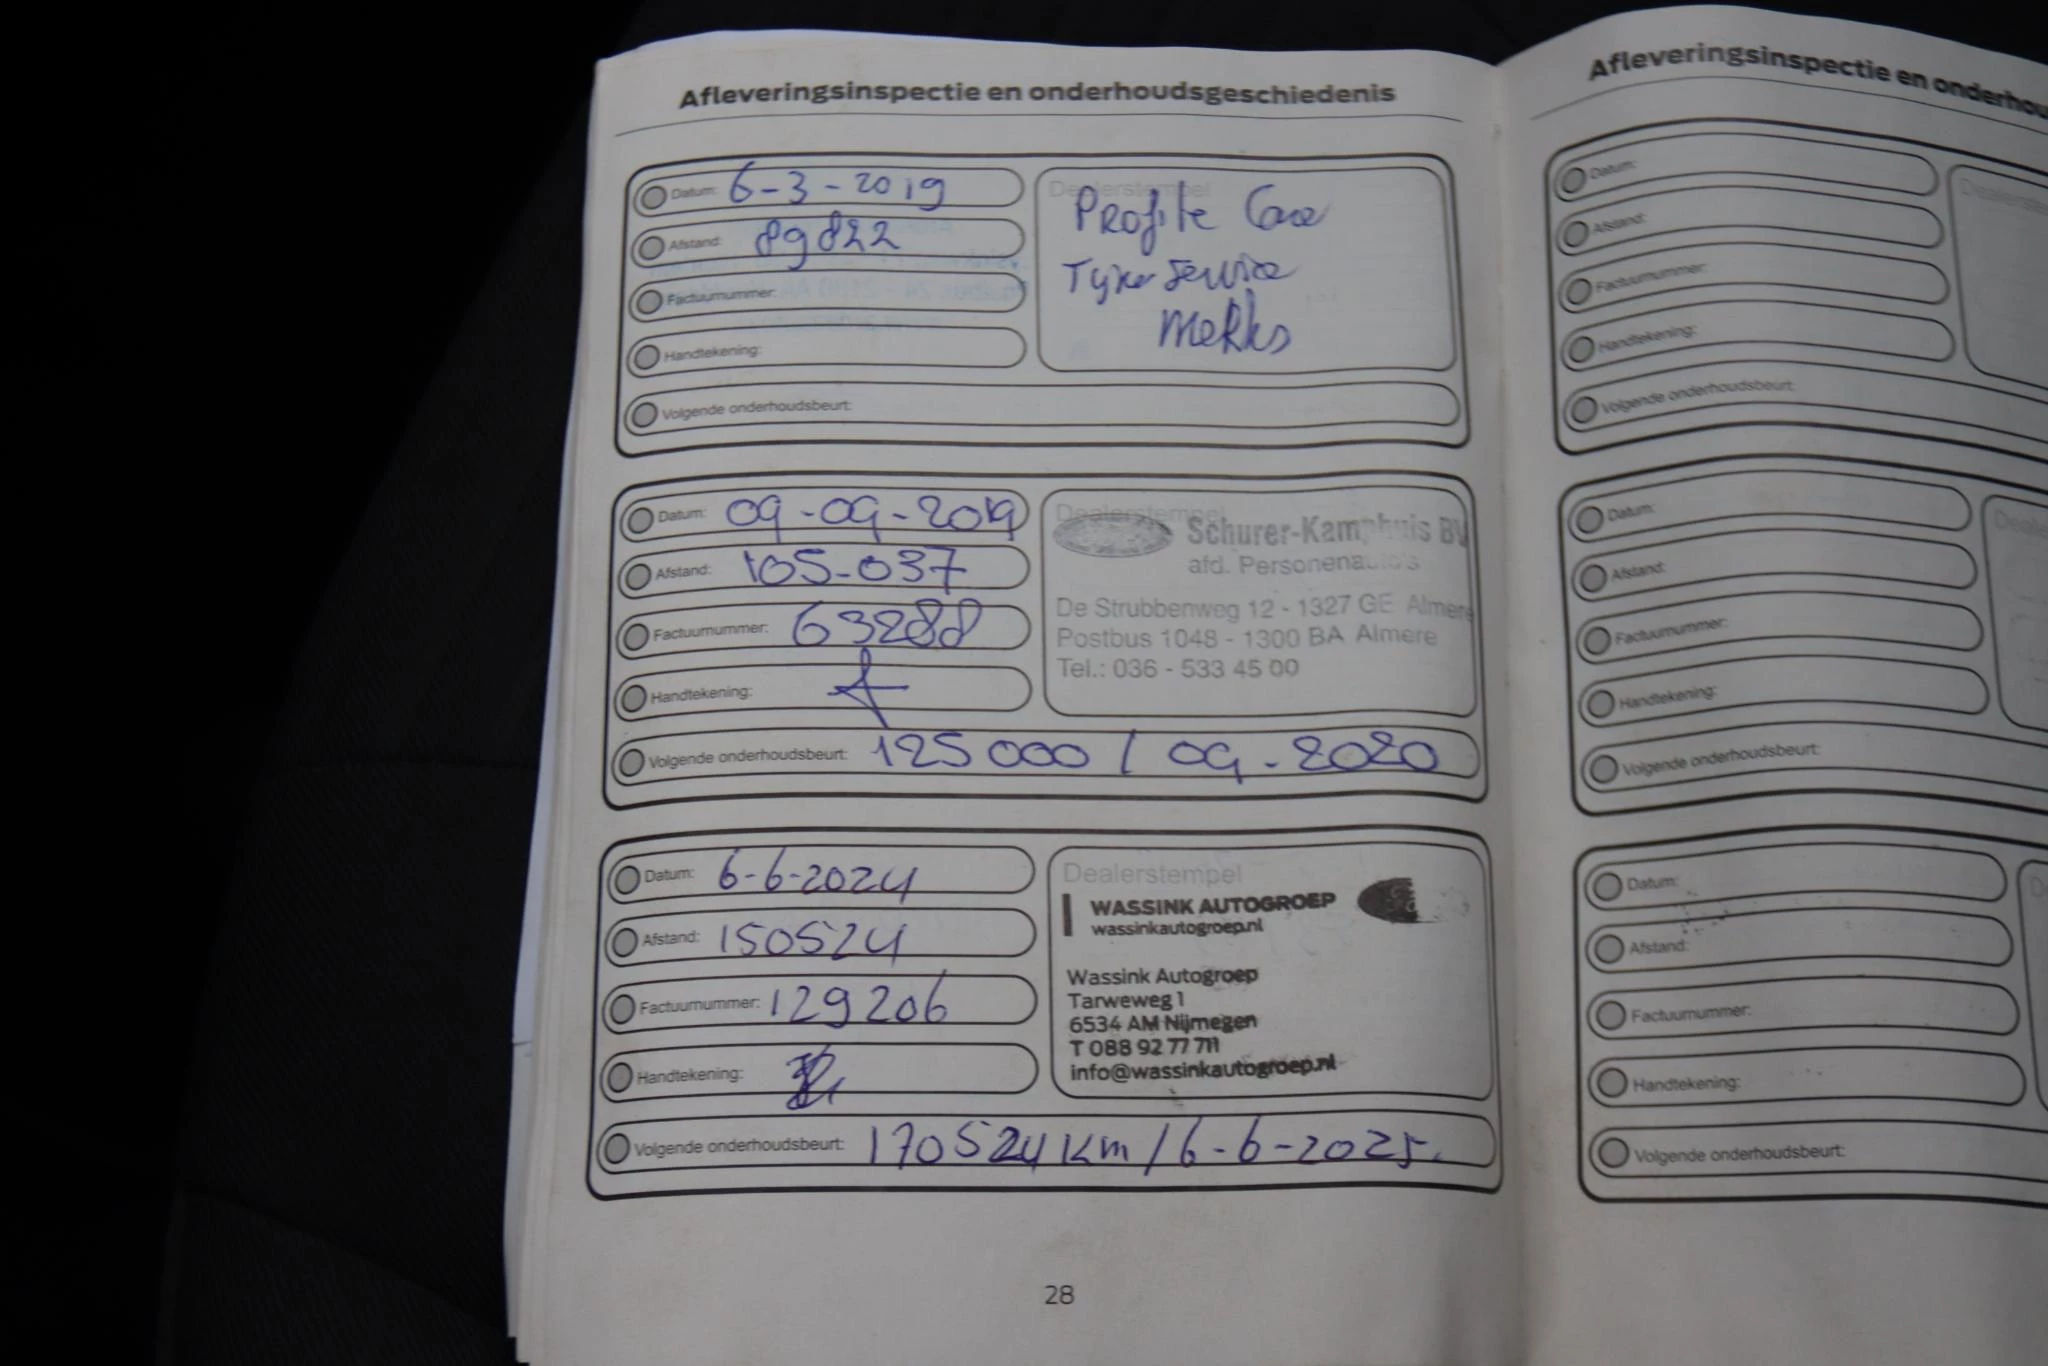 Afleveringsinspectie en onderhoudsgeschiedenis
Datum: 6-3-2019
Afstand: 89822
Factuurnummer:
Handtekening:
Volgende onderhoudsbeurt:
Dealerstempel
Profile
Tyre Service
Datum: 09-09-2019
Afstand: 105-037
Factuurnummer: 63288
Handtekening:
Volgende onderhoudsbeurt: 125000 / 09-2020
Dealerstempel
Schurer-Kamphuis BV
afd. Personenauto's
De Strubbenweg 12 - 1327 GE Almere
Postbus 1048 - 1300 BA Almere
Tel.: 036 - 533 45 00
Datum: 6-6-2024
Afstand: 150524
Factuurnummer: 129206
Handtekening:
Volgende onderhoudsbeurt: 170524 km / 6-6-2025.
Dealerstempel
WASSINK AUTOGROEP
wassinkautogroep.nl
Wassink Autogroep
Tarweweg 1
6534 AM Nijmegen
T 088 92 77 711
info@wassinkautogroep.nl
28
Afleveringsinspectie en onderhou
Datum:
Afstand:
Factuurnummer:
Handtekening:
Volgende onderhoudsbeurt:
Datum:
Afstand:
Factuurnummer:
Handtekening:
Volgende onderhoudsbeurt:
Datum:
Afstand:
Factuurnummer:
Handtekening:
Volgende onderhoudsbeurt: